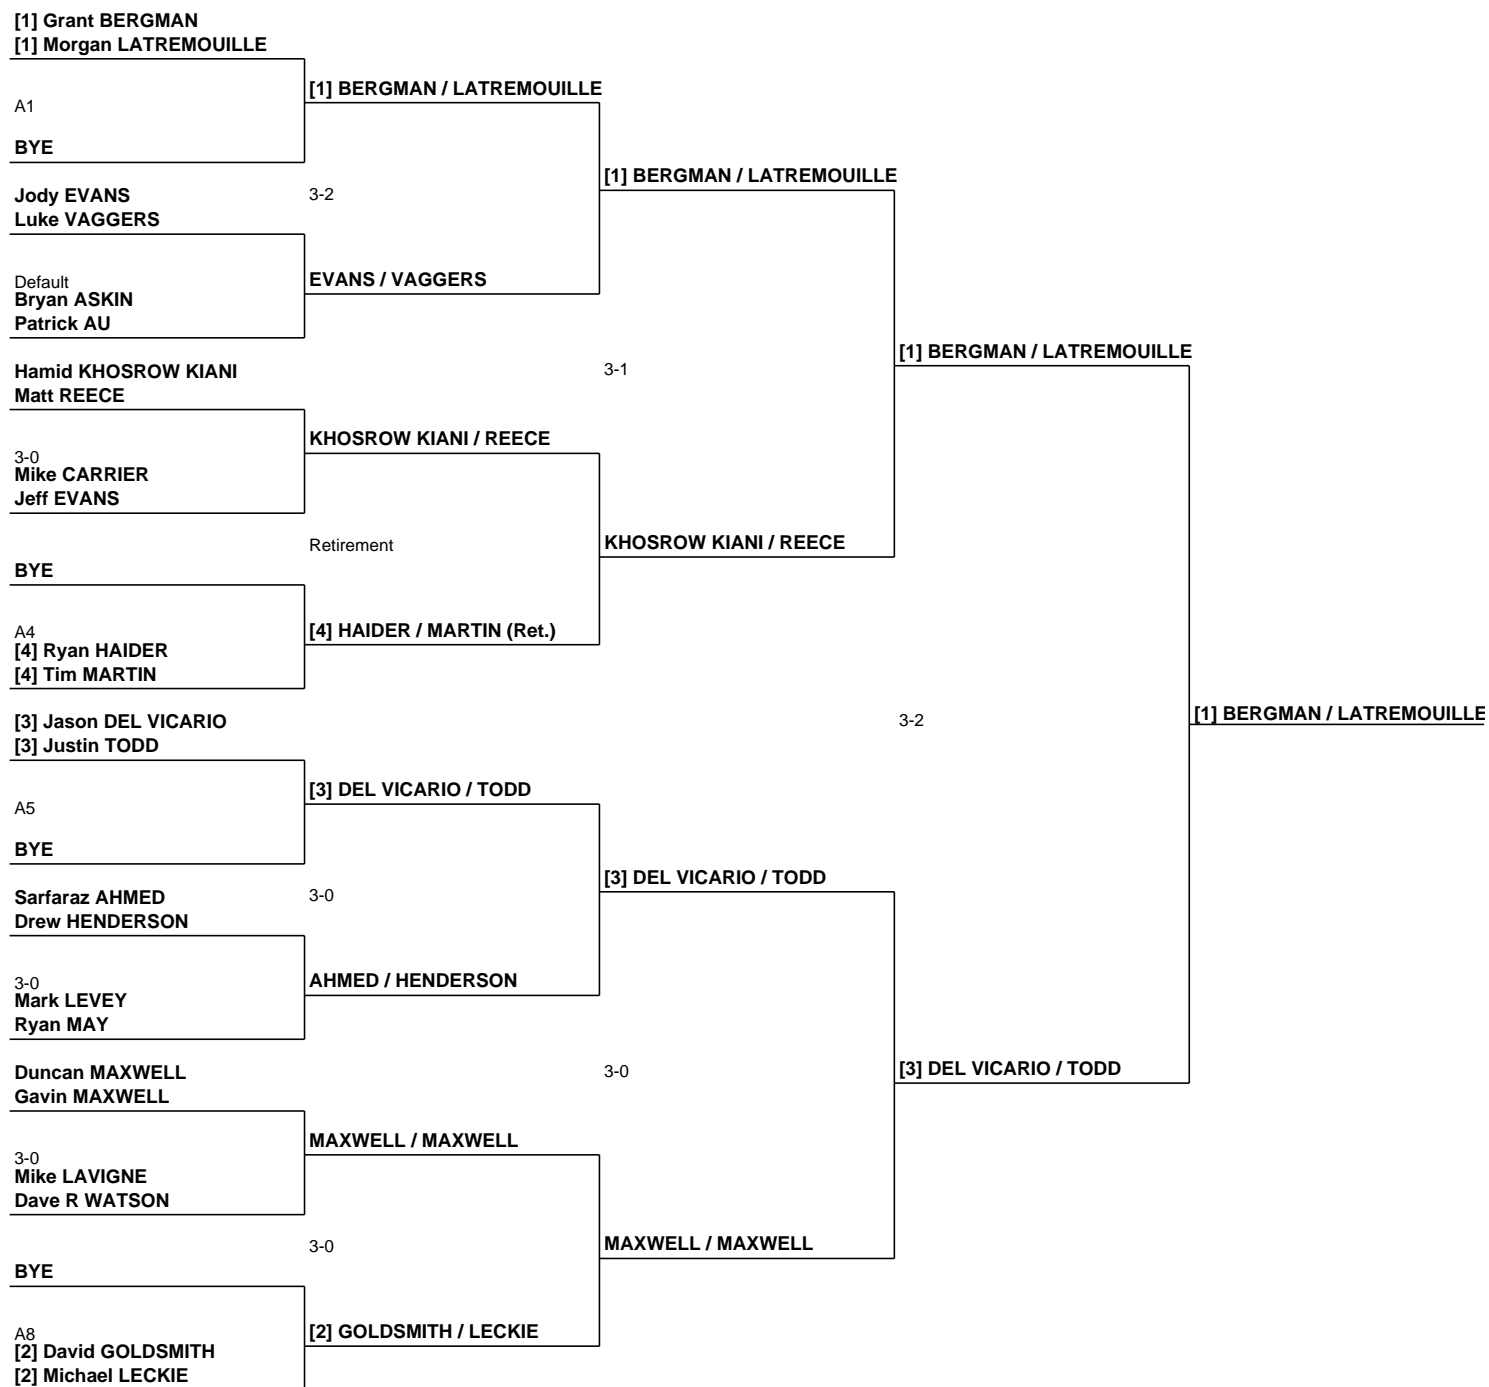 [1] Grant BERGMAN
[1] Morgan LATREMOUILLE
[1] BERGMAN / LATREMOUILLE
A1
BYE
[1] BERGMAN / LATREMOUILLE
Jody EVANS
3-2
Luke VAGGERS
Default
EVANS / VAGGERS
Bryan ASKIN
Patrick AU
[1] BERGMAN / LATREMOUILLE
Hamid KHOSROW KIANI
3-1
Matt REECE
KHOSROW KIANI / REECE
3-0
Mike CARRIER
Jeff EVANS
Retirement
KHOSROW KIANI / REECE
BYE
A4
[4] HAIDER / MARTIN (Ret.)
[4] Ryan HAIDER
[4] Tim MARTIN
[1] BERGMAN / LATREMOUILLE
[3] Jason DEL VICARIO
3-2
[3] Justin TODD
[3] DEL VICARIO / TODD
A5
BYE
[3] DEL VICARIO / TODD
Sarfaraz AHMED
3-0
Drew HENDERSON
3-0
AHMED / HENDERSON
Mark LEVEY
Ryan MAY
[3] DEL VICARIO / TODD
Duncan MAXWELL
3-0
Gavin MAXWELL
MAXWELL / MAXWELL
3-0
Mike LAVIGNE
Dave R WATSON
3-0
MAXWELL / MAXWELL
BYE
A8
[2] GOLDSMITH / LECKIE
[2] David GOLDSMITH
[2] Michael LECKIE